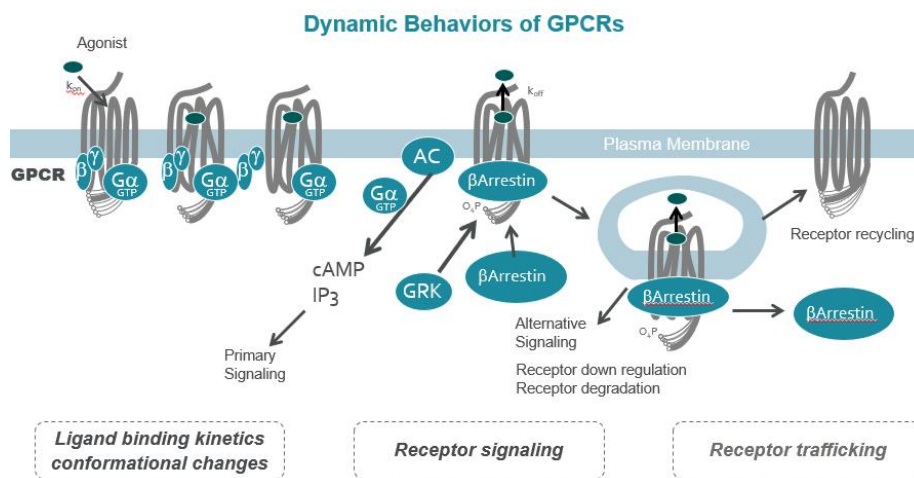 Dynamic Behaviors of GPCRs
Agonist
kon
koff
Plasma Membrane
GPCR
β γ
Gα
GTP
β γ
Gα
GTP
β γ
Gα
GTP
AC
Gα
GTP
βArrestin
O4P
cAMP
IP3
GRK
βArrestin
Primary
Signaling
βArrestin
O4P
Alternative
Signaling
Receptor down regulation
Receptor degradation
Receptor recycling
βArrestin
Ligand binding kinetics
conformational changes
Receptor signaling
Receptor trafficking